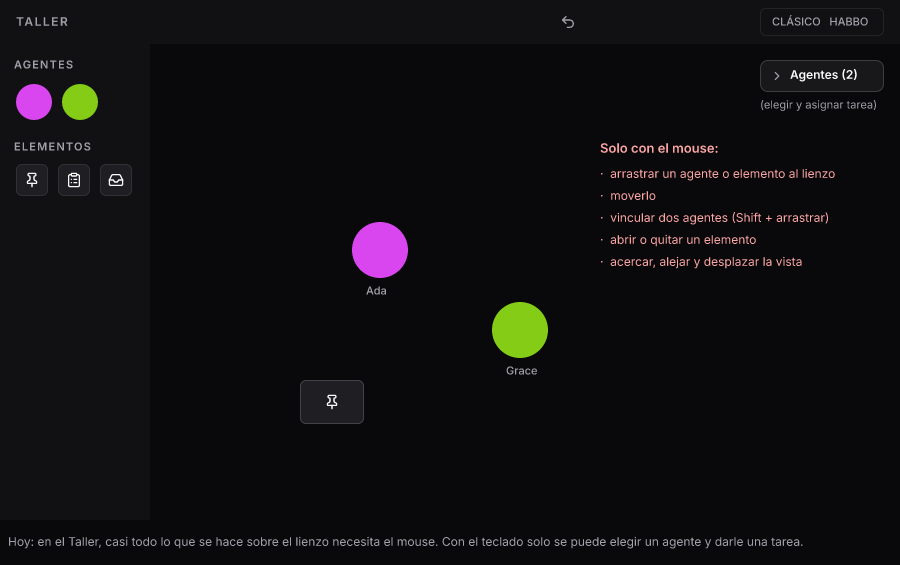 TALLER
CLÁSICO HABBO
AGENTES
Agentes (2)
(elegir y asignar tarea)
ELEMENTOS
Solo con el mouse:
· arrastrar un agente o elemento al lienzo
· moverlo
· vincular dos agentes (Shift + arrastrar)
· abrir o quitar un elemento
· acercar, alejar y desplazar la vista
Ada
Grace
Hoy: en el Taller, casi todo lo que se hace sobre el lienzo necesita el mouse. Con el teclado solo se puede elegir un agente y darle una tarea.